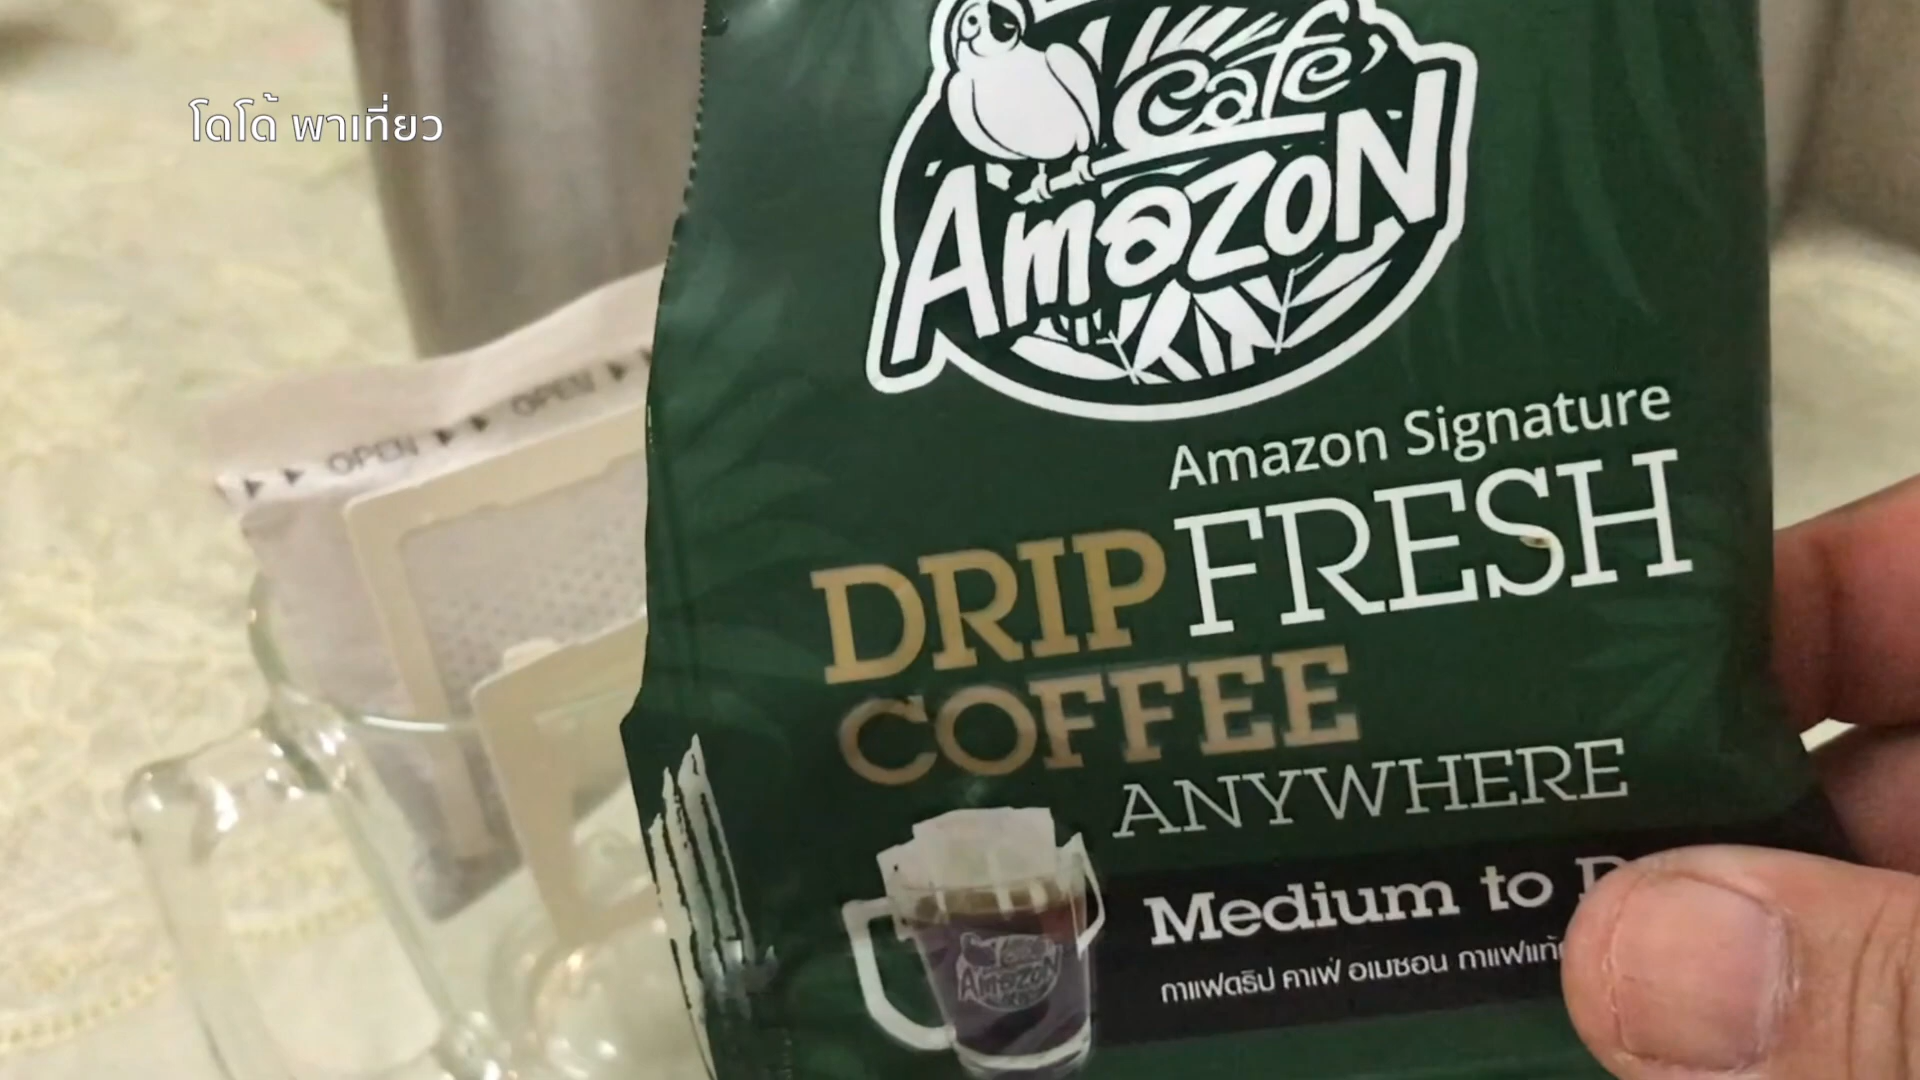 โดโด้ พาเที่ยว
Café
Amazon
OPEN OPEN
Amazon Signature
DRIP FRESH
COFFEE
ANYWHERE
Medium to
Amazon
กาแฟดริป คาเฟ่ อเมซอน